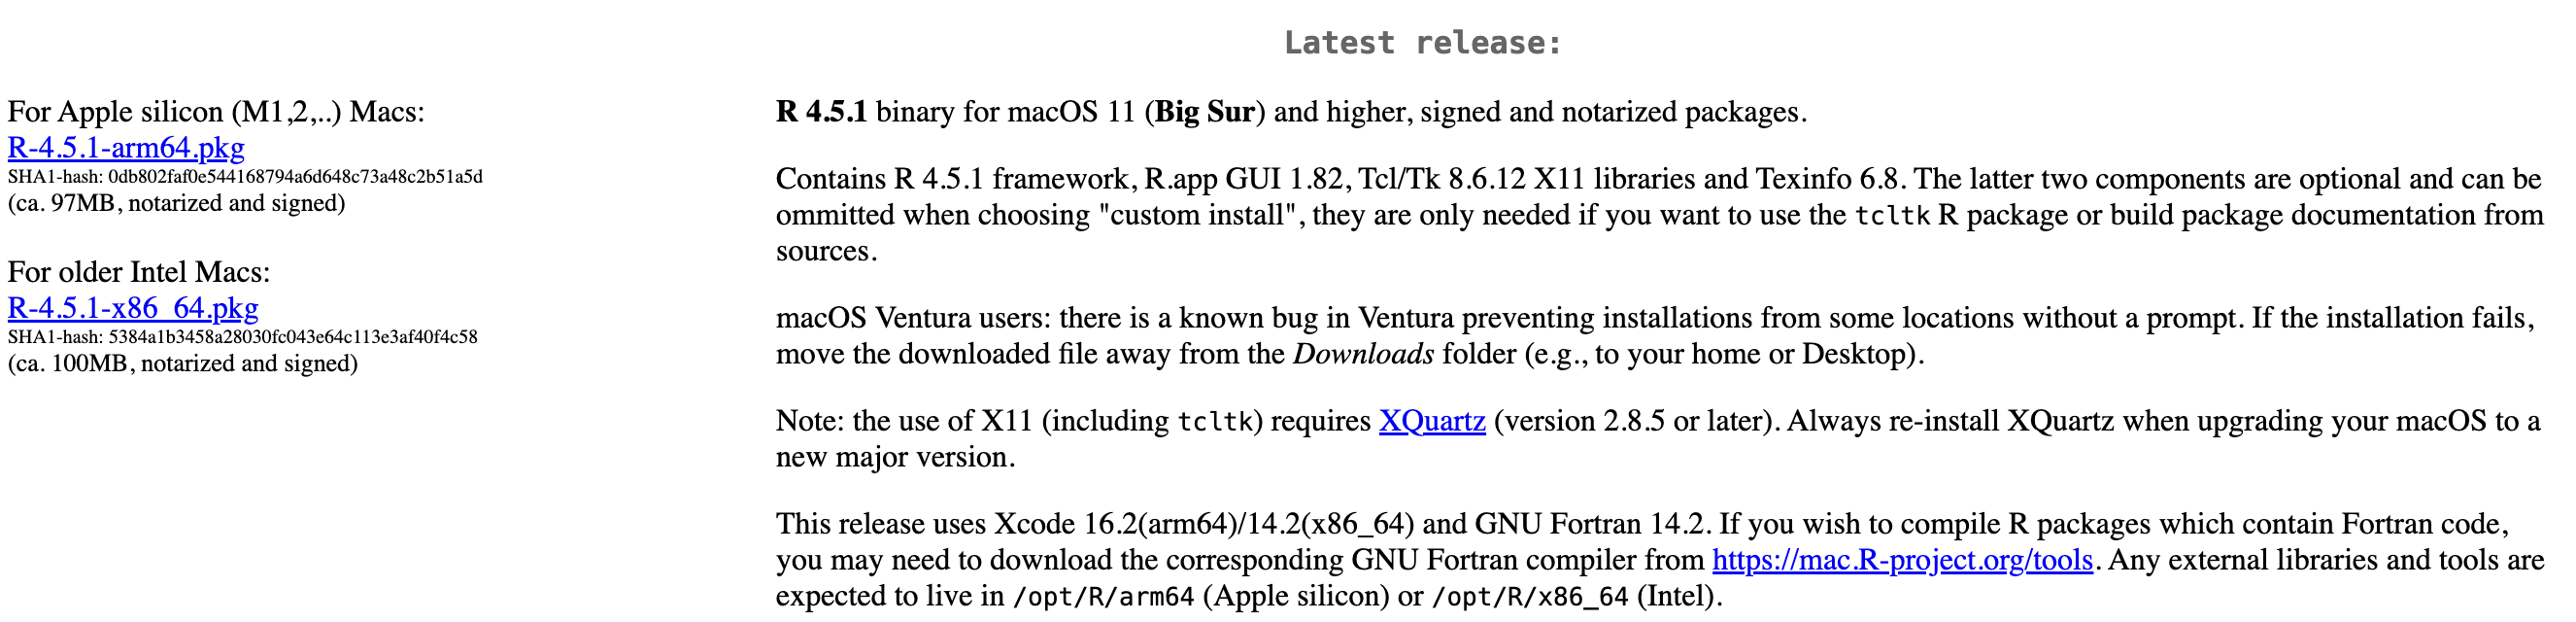 Latest release:
For Apple silicon (M1,2,..) Macs:
R-4.5.1-arm64.pkg
SHA1-hash: 0db802faf0e544168794a6d648c73a48c2b51a5d
(ca. 97MB, notarized and signed)
For older Intel Macs:
R-4.5.1-x86_64.pkg
SHA1-hash: 5384a1b3458a28030fc043e64c113e3af40f4c58
(ca. 100MB, notarized and signed)
R 4.5.1 binary for macOS 11 (Big Sur) and higher, signed and notarized packages.
Contains R 4.5.1 framework, R.app GUI 1.82, Tcl/Tk 8.6.12 X11 libraries and Texinfo 6.8. The latter two components are optional and can be
ommitted when choosing "custom install", they are only needed if you want to use the tcltk R package or build package documentation from
sources.
macOS Ventura users: there is a known bug in Ventura preventing installations from some locations without a prompt. If the installation fails,
move the downloaded file away from the Downloads folder (e.g., to your home or Desktop).
Note: the use of X11 (including tcltk) requires XQuartz (version 2.8.5 or later). Always re-install XQuartz when upgrading your macOS to a
new major version.
This release uses Xcode 16.2(arm64)/14.2(x86_64) and GNU Fortran 14.2. If you wish to compile R packages which contain Fortran code,
you may need to download the corresponding GNU Fortran compiler from https://mac.R-project.org/tools. Any external libraries and tools are
expected to live in /opt/R/arm64 (Apple silicon) or /opt/R/x86_64 (Intel).